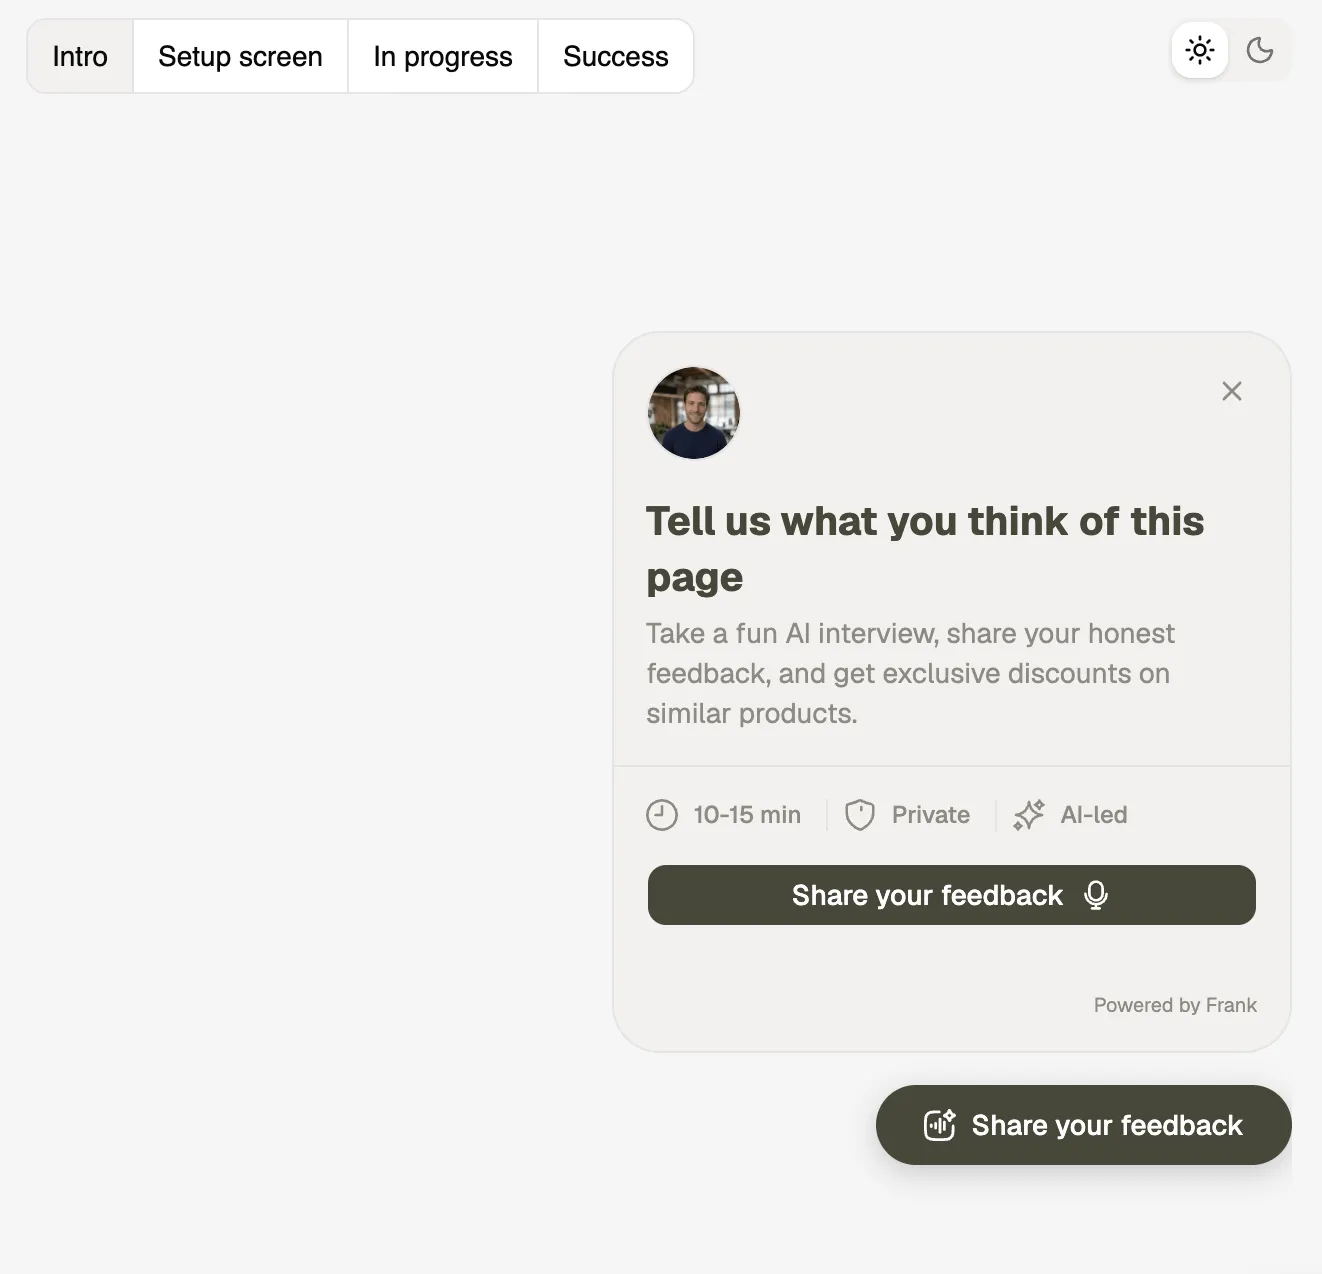 Intro
Setup screen
In progress
Success
Tell us what you think of this
page
Take a fun AI interview, share your honest
feedback, and get exclusive discounts on
similar products.
10-15 min
Private
AI-led
Share your feedback
Powered by Frank
Share your feedback